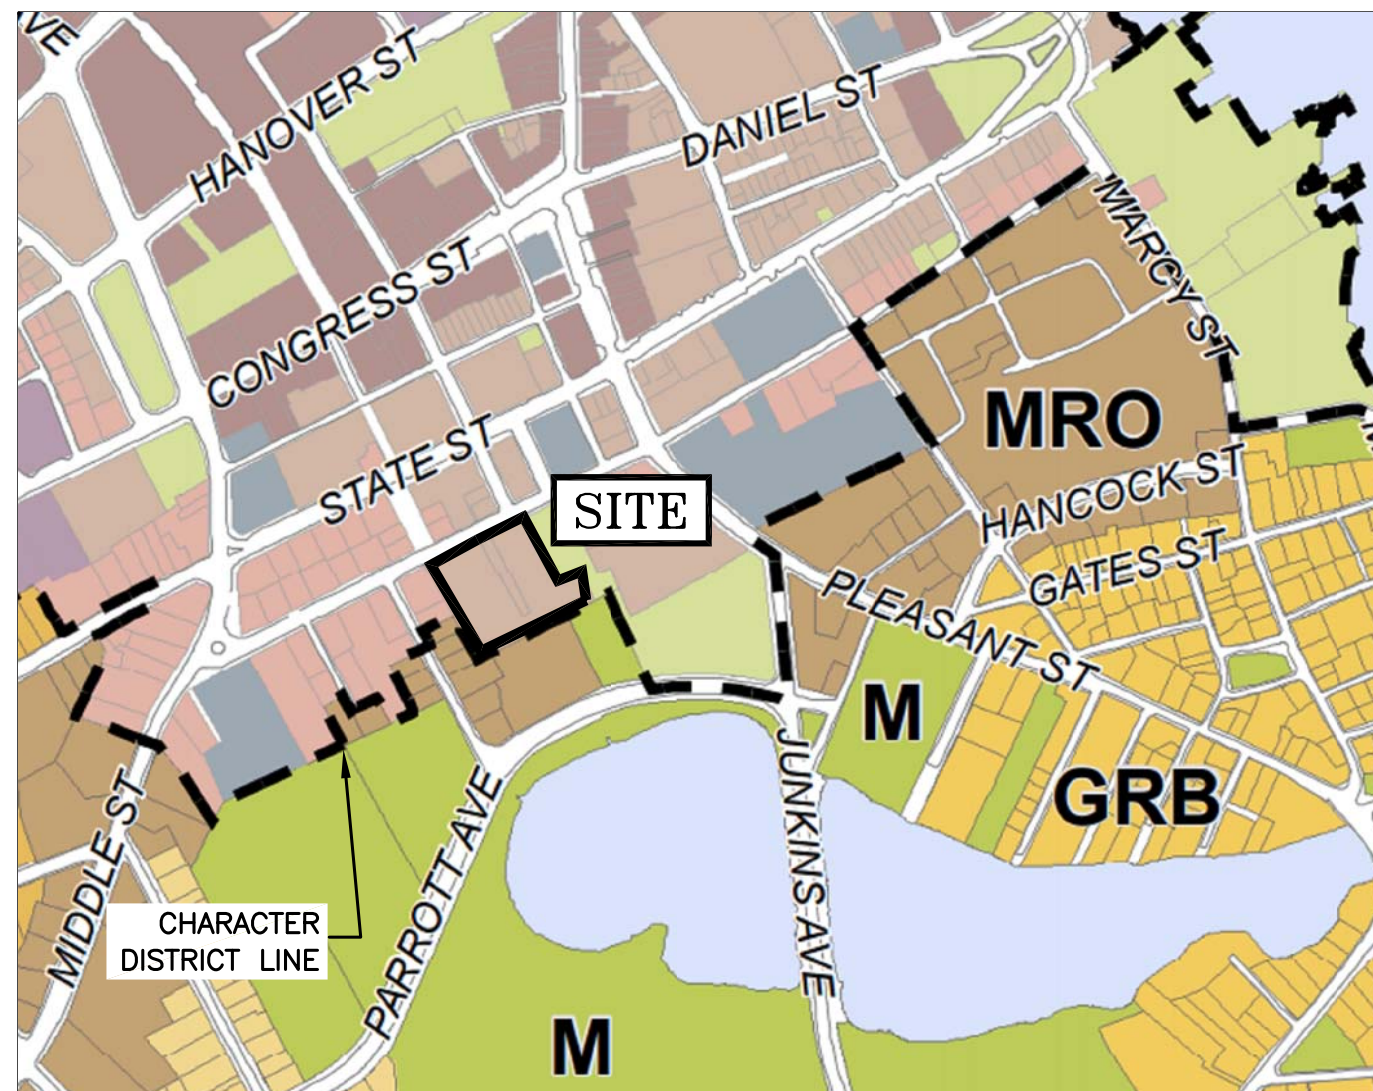 VE
HANOVER ST
DANIEL ST
MARCY ST
CONGRESS ST
STATE ST
MRO
HANCOCK ST
SITE
GATES ST
PLEASANT ST
M
GRB
JUNKINS AVE
MIDDLE ST
PARROTT AVE
CHARACTER
DISTRICT LINE
M